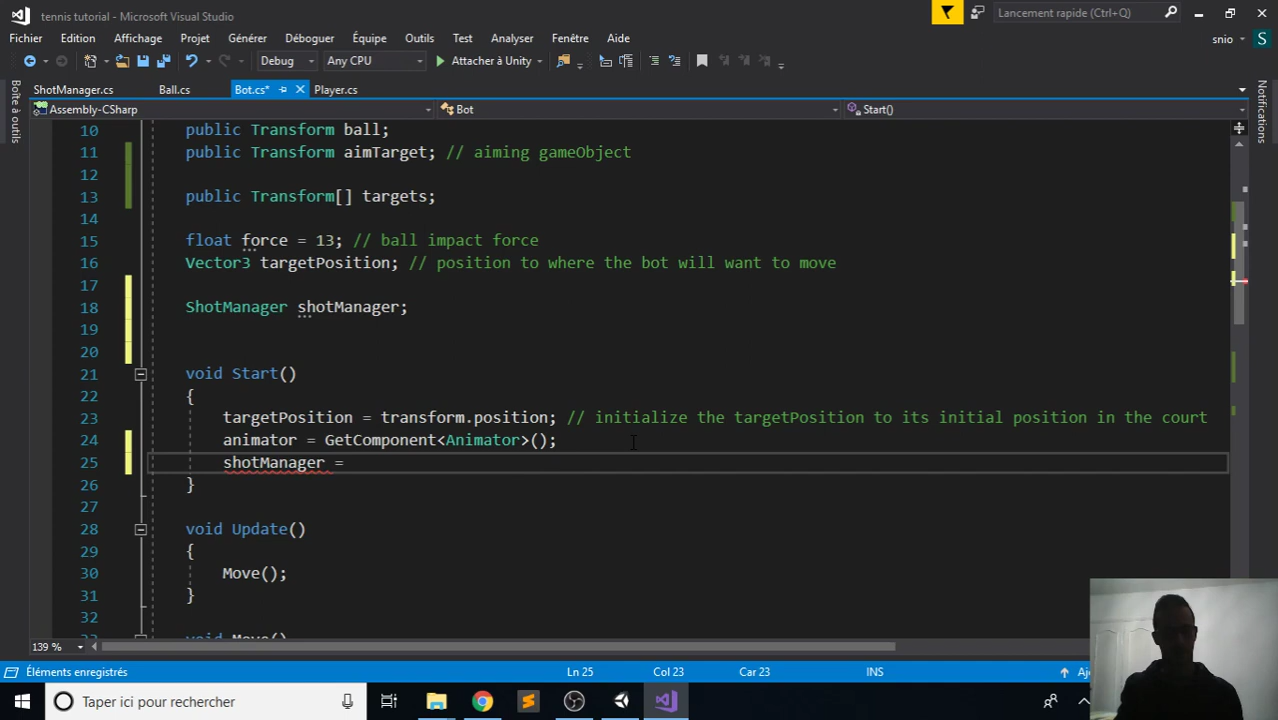 tennis tutorial - Microsoft Visual Studio
Lancement rapide (Ctrl+Q)
Fichier Edition Affichage Projet Générer Déboguer Équipe Outils Test Analyser Fenêtre Aide
snio S
Debug Any CPU Attacher à Unity
ShotManager.cs Ball.cs Bot.cs* Player.cs
Boîte à outils
Notifications
Assembly-CSharp Bot Start()
10 public Transform ball;
11 public Transform aimTarget; // aiming gameObject
12
13 public Transform[] targets;
14
15 float force = 13; // ball impact force
16 Vector3 targetPosition; // position to where the bot will want to move
17
18 ShotManager shotManager;
19
20
21 void Start()
22 {
23 targetPosition = transform.position; // initialize the targetPosition to its initial position in the court
24 animator = GetComponent<Animator>();
25 shotManager =
26 }
27
28 void Update()
29 {
30 Move();
31 }
32
33 void Move()
139 %
Éléments enregistrés Ln 25 Col 23 Car 23 INS
Taper ici pour rechercher